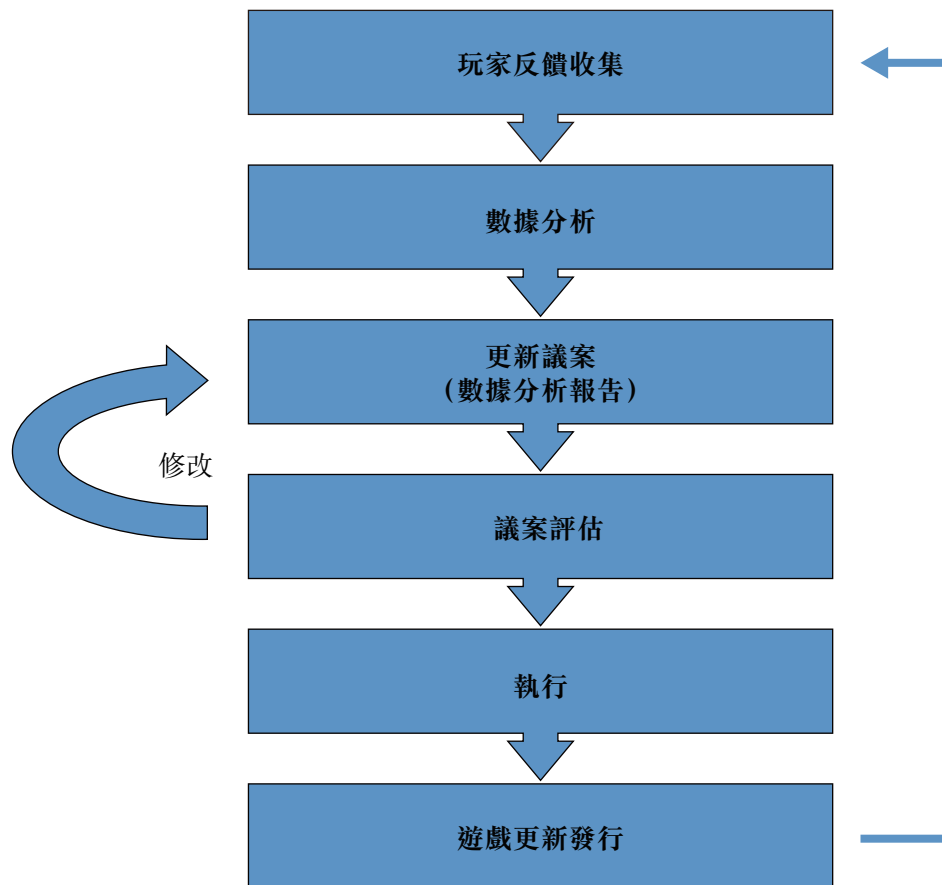 玩家反饋收集
數據分析
更新議案
(數據分析報告)
修改
議案評估
執行
遊戲更新發行